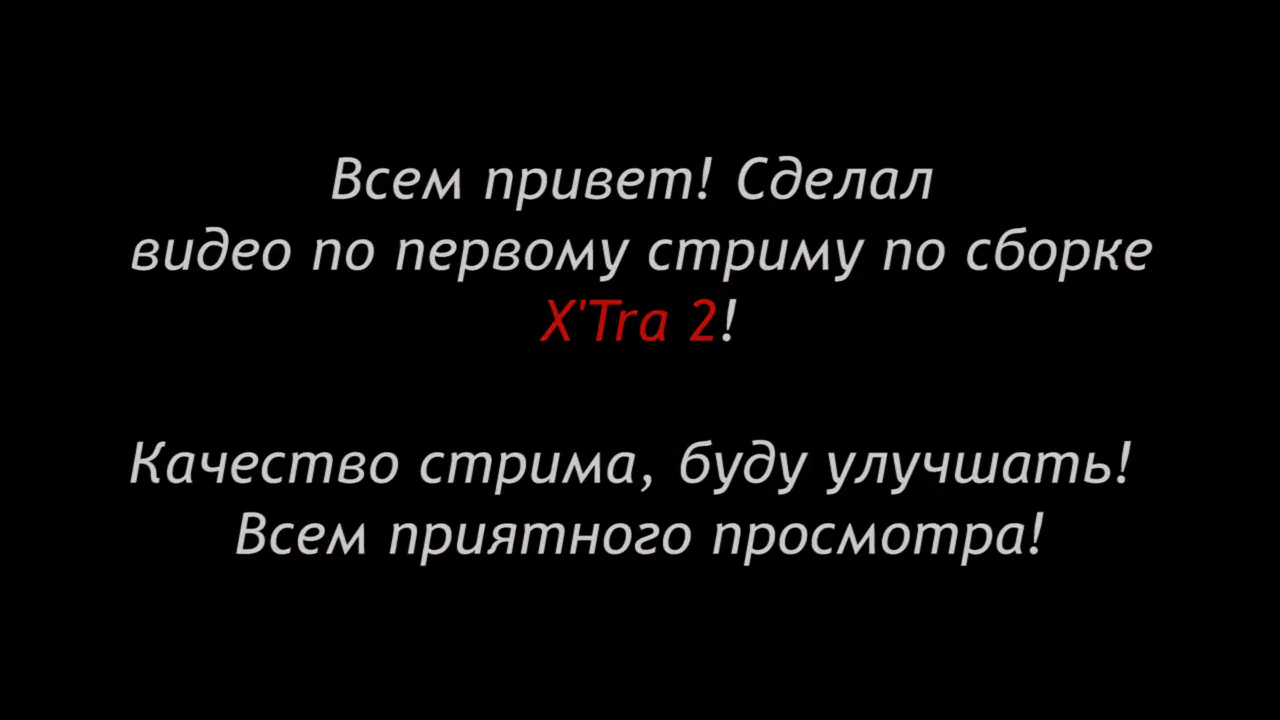 Всем привет! Сделал
видео по первому стриму по сборке
X'Tra 2!
Качество стрима, буду улучшать!
Всем приятного просмотра!